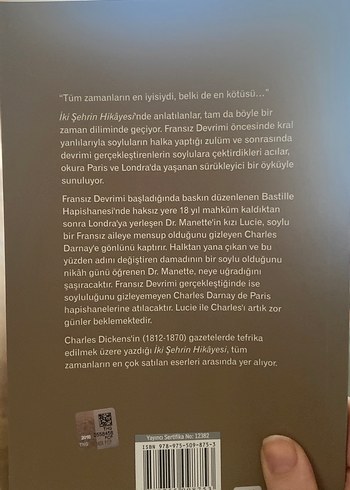 “Tüm zamanların en iyisiydi, belki de en kötüsü...”
İki Şehrin Hikâyesi'nde anlatılanlar, tam da böyle bir
zaman diliminde geçiyor. Fransız Devrimi öncesinde kral
yanlılarıyla soyluların halka yaptığı zulüm ve sonrasında
devrimi gerçekleştirenlerin soylulara çektirdikleri acılar,
okura Paris ve Londra'da yaşanan sürükleyici bir öyküyle
sunuluyor.
Fransız Devrimi başladığında baskın düzenlenen Bastille
Hapishanesi'nde haksız yere 18 yıl mahkûm kaldıktan
sonra Londra'ya yerleşen Dr. Manette'in kızı Lucie, soylu
bir Fransız aileye mensup olduğunu gizleyen Charles
Darnay'e gönlünü kaptırır. Halktan yana çıkan ve bu
yüzden adını değiştiren damadının bir soylu olduğunu
nikâh günü öğrenen Dr. Manette, neye uğradığını
şaşıracaktır. Fransız Devrimi gerçekleştiğinde ise
soyluluğunu gizleyemeyen Charles Darnay de Paris
hapishanelerine atılacaktır. Lucie ile Charles'ı artık zor
günler beklemektedir.
Charles Dickens'in (1812-1870) gazetelerde tefrika
edilmek üzere yazdığı İki Şehrin Hikâyesi, tüm
zamanların en çok satılan eserleri arasında yer alıyor.
Yayıncı Sertifika No: 12382
ISBN 978-975-509-875-3